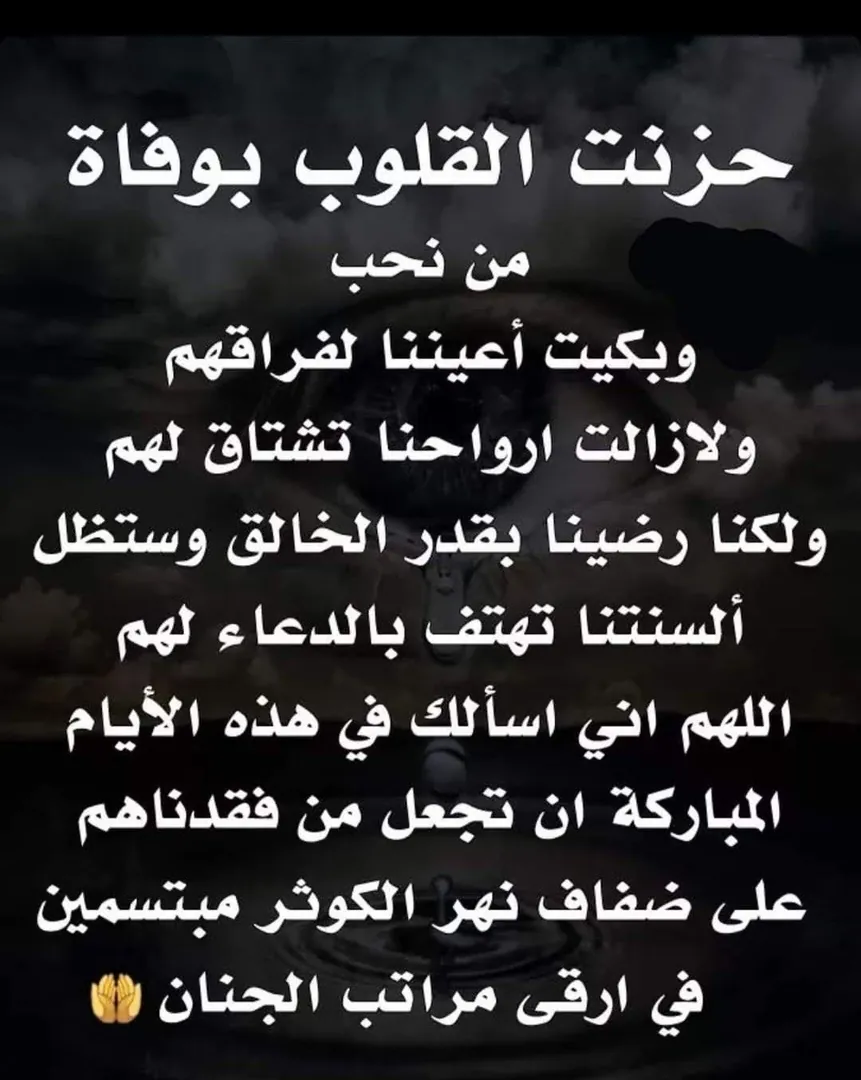 حزنت القلوب بوفاة
من نحب
وبكيت أعيننا لفراقهم
ولازالت ارواحنا تشتاق لهم
ولكنا رضينا بقدر الخالق وستظل
ألسنتنا تهتف بالدعاء لهم
اللهم اني اسألك في هذه الأيام
المباركة ان تجعل من فقدناهم
على ضفاف نهر الكوثر مبتسمين
في ارقى مراتب الجنان 🤲